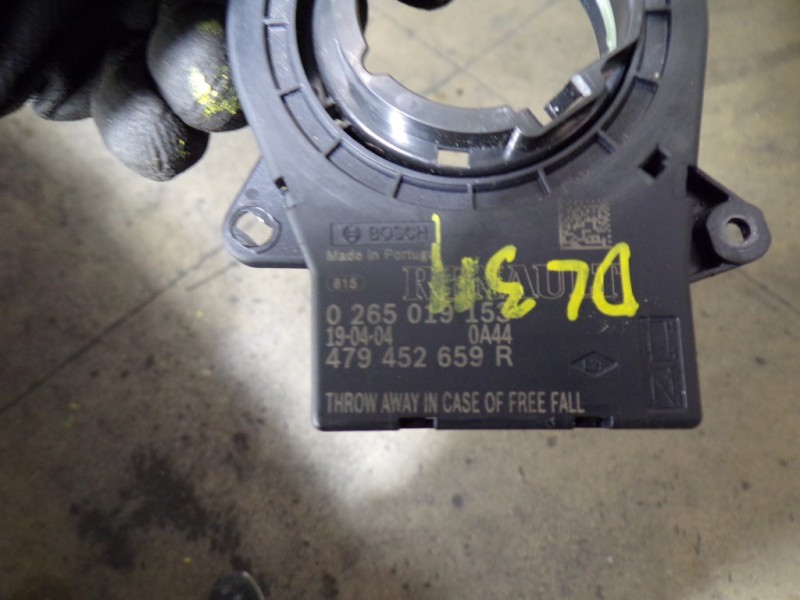 BOSCH
Made in Portugal
815
RENAULT
0 265 019 153
19-04-04 0A44
479 452 659 R
THROW AWAY IN CASE OF FREE FALL